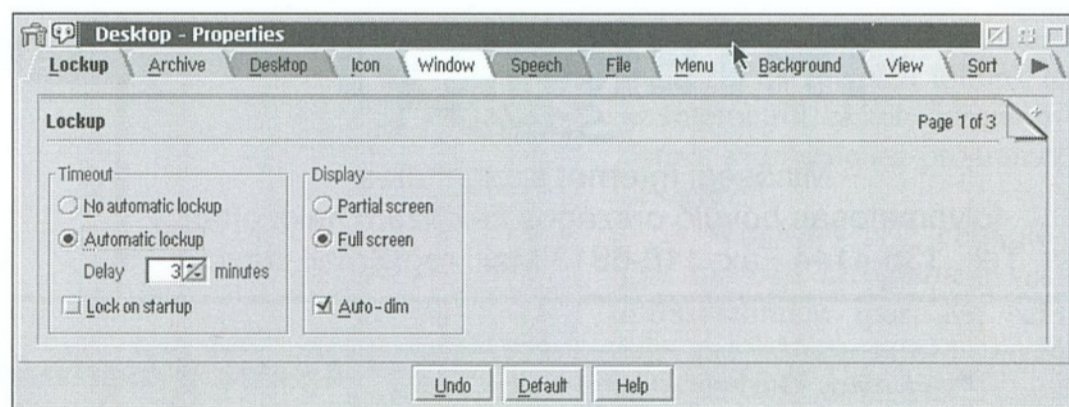 Desktop - Properties
Lockup Archive Desktop Icon Window Speech File Menu Background View Sort
Lockup Page 1 of 3
Timeout Display
No automatic lockup Partial screen
Automatic lockup Full screen
Delay 3 minutes
Lock on startup Auto-dim
Undo Default Help